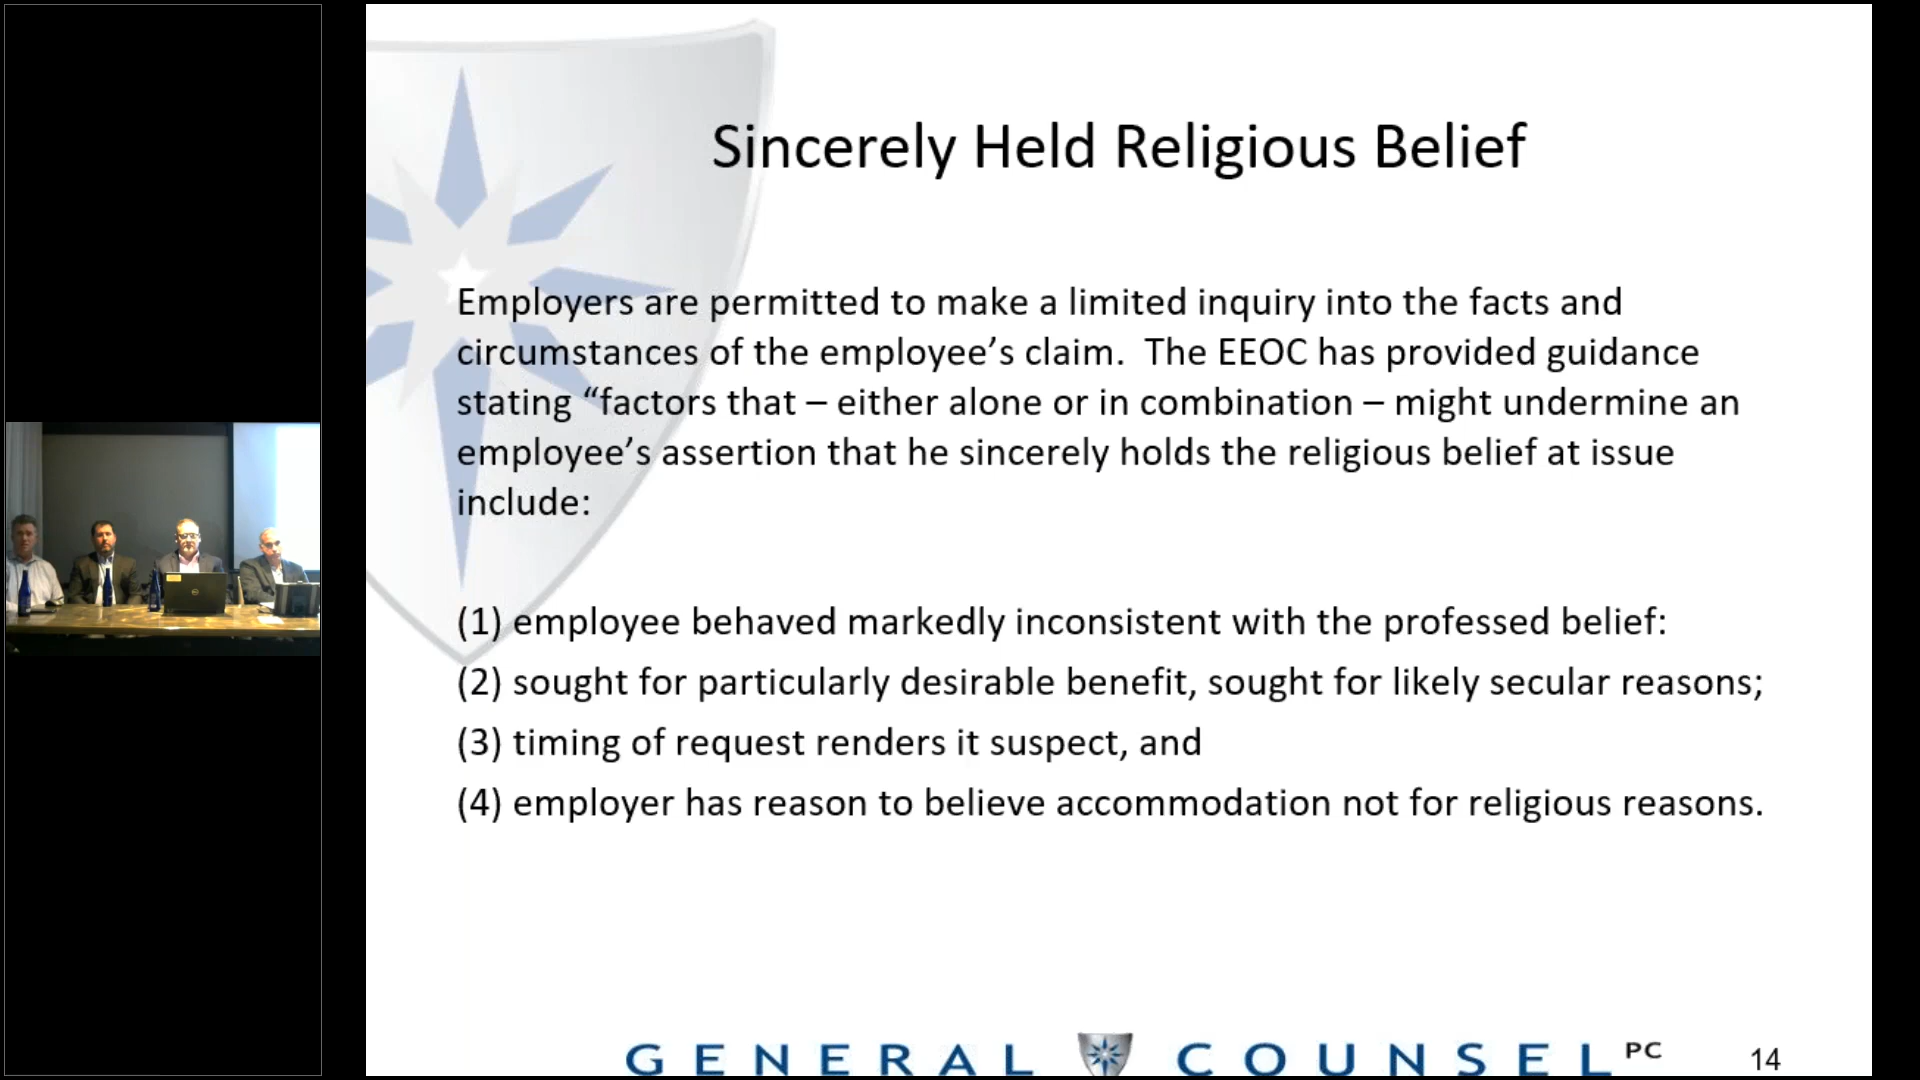 Sincerely Held Religious Belief
Employers are permitted to make a limited inquiry into the facts and
circumstances of the employee’s claim.  The EEOC has provided guidance
stating “factors that – either alone or in combination – might undermine an
employee’s assertion that he sincerely holds the religious belief at issue
include:
(1) employee behaved markedly inconsistent with the professed belief:
(2) sought for particularly desirable benefit, sought for likely secular reasons;
(3) timing of request renders it suspect, and
(4) employer has reason to believe accommodation not for religious reasons.
GENERAL COUNSEL PC
14